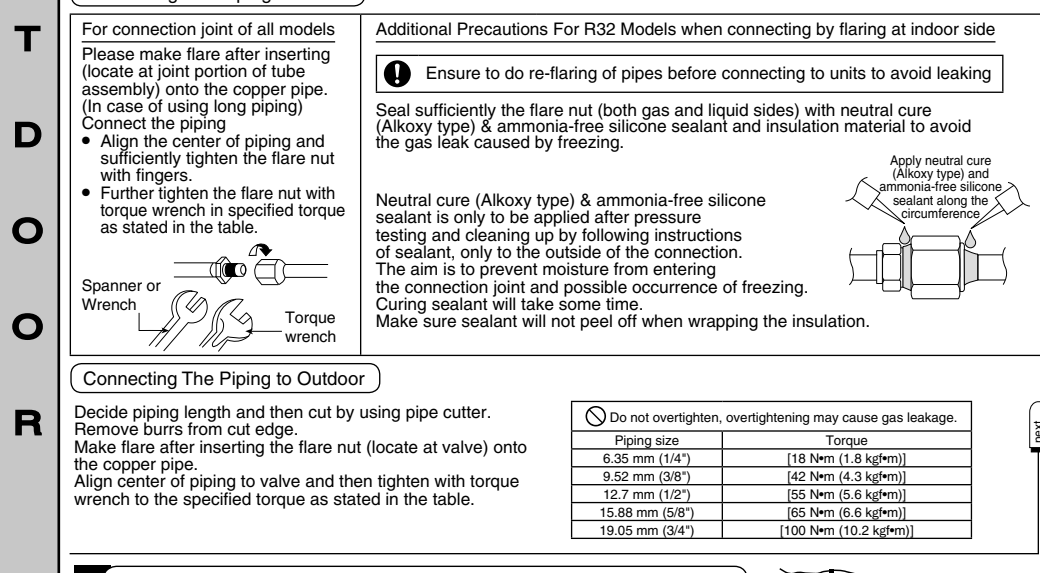 T
D
O
O
R
For connection joint of all models
Please make flare after inserting
(locate at joint portion of tube
assembly) onto the copper pipe.
(In case of using long piping)
Connect the piping
• Align the center of piping and
sufficiently tighten the flare nut
with fingers.
• Further tighten the flare nut with
torque wrench in specified torque
as stated in the table.
Spanner or
Wrench
Torque
wrench
Additional Precautions For R32 Models when connecting by flaring at indoor side
Ensure to do re-flaring of pipes before connecting to units to avoid leaking
Seal sufficiently the flare nut (both gas and liquid sides) with neutral cure
(Alkoxy type) & ammonia-free silicone sealant and insulation material to avoid
the gas leak caused by freezing.
Neutral cure (Alkoxy type) & ammonia-free silicone
sealant is only to be applied after pressure
testing and cleaning up by following instructions
of sealant, only to the outside of the connection.
The aim is to prevent moisture from entering
the connection joint and possible occurrence of freezing.
Curing sealant will take some time.
Make sure sealant will not peel off when wrapping the insulation.
Apply neutral cure
(Alkoxy type) and
ammonia-free silicone
sealant along the
circumference
Connecting The Piping to Outdoor
Decide piping length and then cut by using pipe cutter.
Remove burrs from cut edge.
Make flare after inserting the flare nut (locate at valve) onto
the copper pipe.
Align center of piping to valve and then tighten with torque
wrench to the specified torque as stated in the table.
Do not overtighten, overtightening may cause gas leakage.
Piping size Torque
6.35 mm (1/4") [18 N•m (1.8 kgf•m)]
9.52 mm (3/8") [42 N•m (4.3 kgf•m)]
12.7 mm (1/2") [55 N•m (5.6 kgf•m)]
15.88 mm (5/8") [65 N•m (6.6 kgf•m)]
19.05 mm (3/4") [100 N•m (10.2 kgf•m)]
next